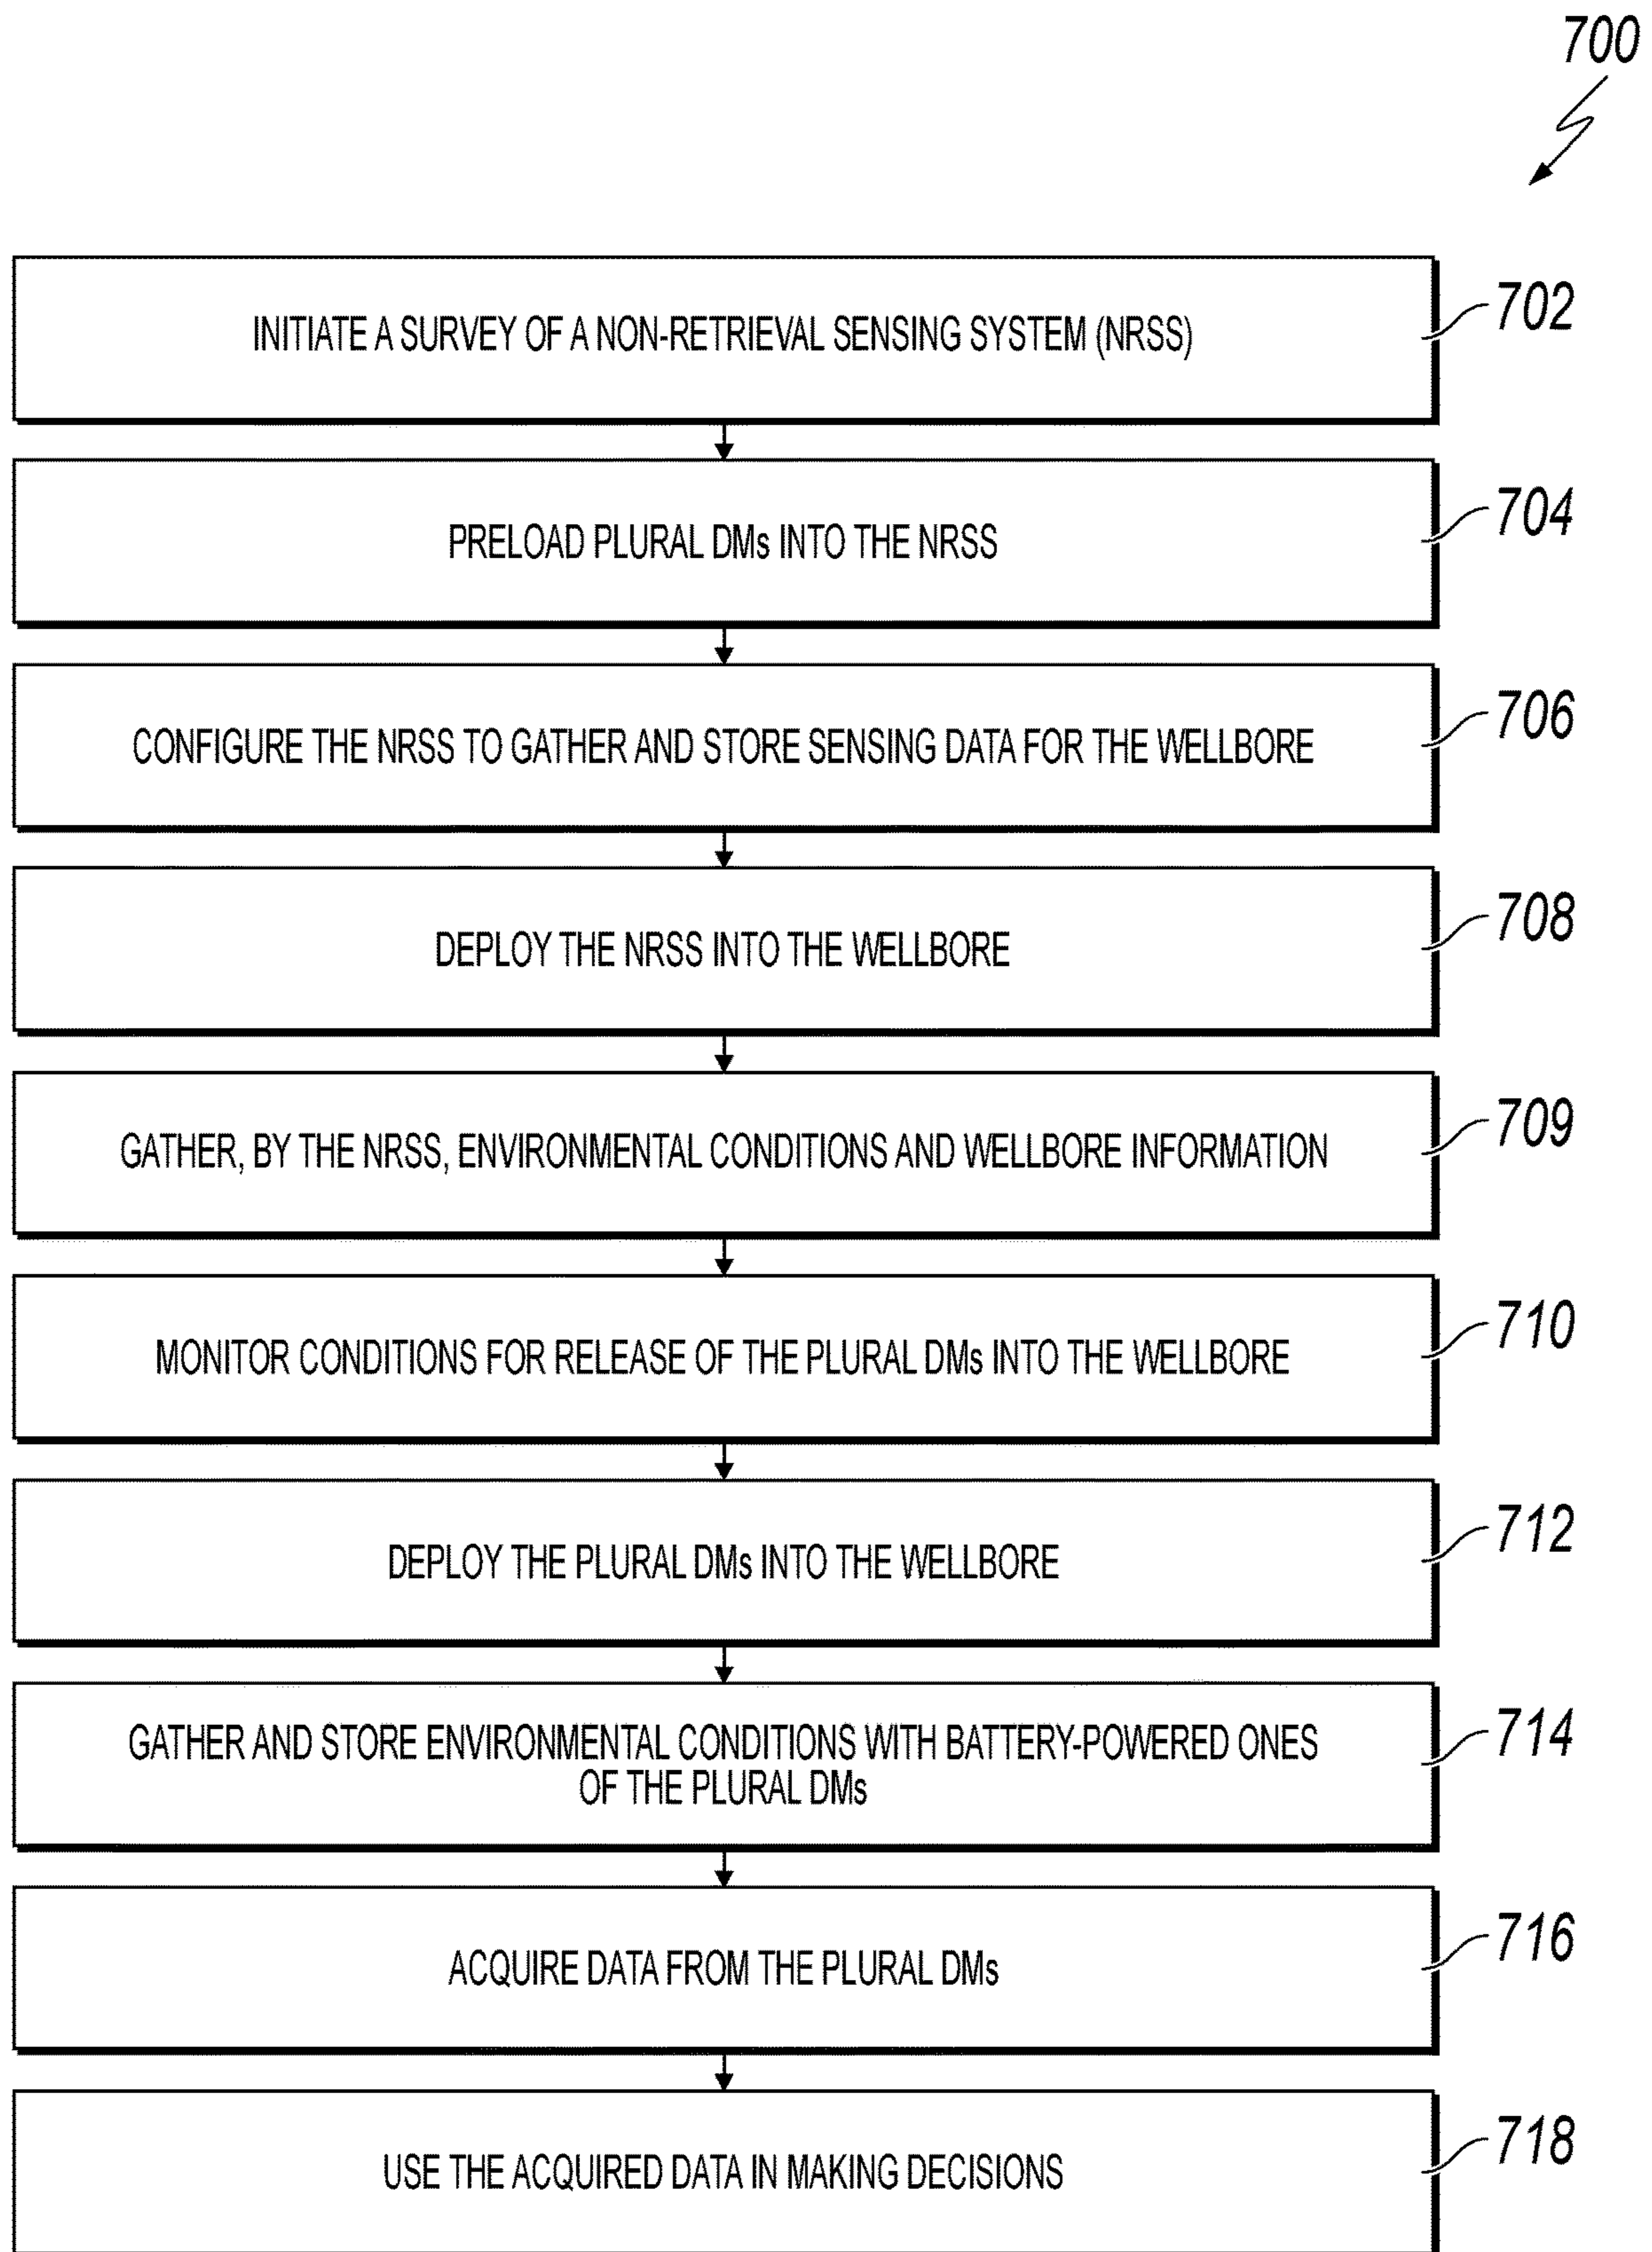 700
INITIATE A SURVEY OF A NON-RETRIEVAL SENSING SYSTEM (NRSS)
702
PRELOAD PLURAL DMs INTO THE NRSS
704
CONFIGURE THE NRSS TO GATHER AND STORE SENSING DATA FOR THE WELLBORE
706
DEPLOY THE NRSS INTO THE WELLBORE
708
GATHER, BY THE NRSS, ENVIRONMENTAL CONDITIONS AND WELLBORE INFORMATION
709
MONITOR CONDITIONS FOR RELEASE OF THE PLURAL DMs INTO THE WELLBORE
710
DEPLOY THE PLURAL DMs INTO THE WELLBORE
712
GATHER AND STORE ENVIRONMENTAL CONDITIONS WITH BATTERY-POWERED ONES
OF THE PLURAL DMs
714
ACQUIRE DATA FROM THE PLURAL DMs
716
USE THE ACQUIRED DATA IN MAKING DECISIONS
718